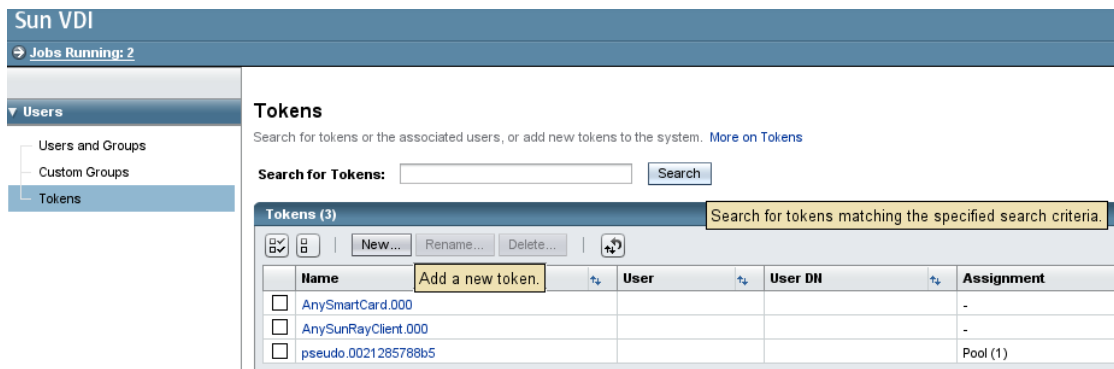 Sun VDI
Jobs Running: 2
Users
Users and Groups
Custom Groups
Tokens
Tokens
Search for tokens or the associated users, or add new tokens to the system. More on Tokens
Search for Tokens: Search
Tokens (3)
Search for tokens matching the specified search criteria.
New... Rename... Delete...
Add a new token.
Name User User DN Assignment
AnySmartCard.000 -
AnySunRayClient.000 -
pseudo.0021285788b5 Pool (1)